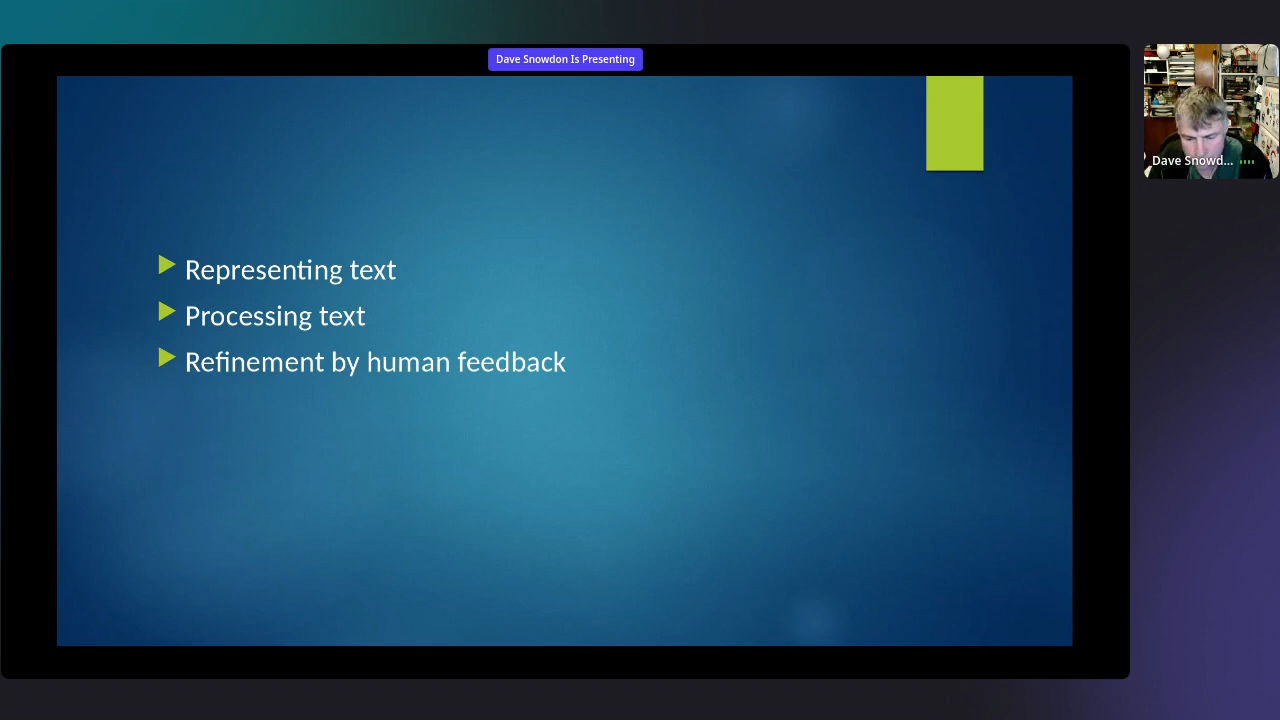 Dave Snowdon Is Presenting
Representing text
Processing text
Refinement by human feedback
Dave Snowd...